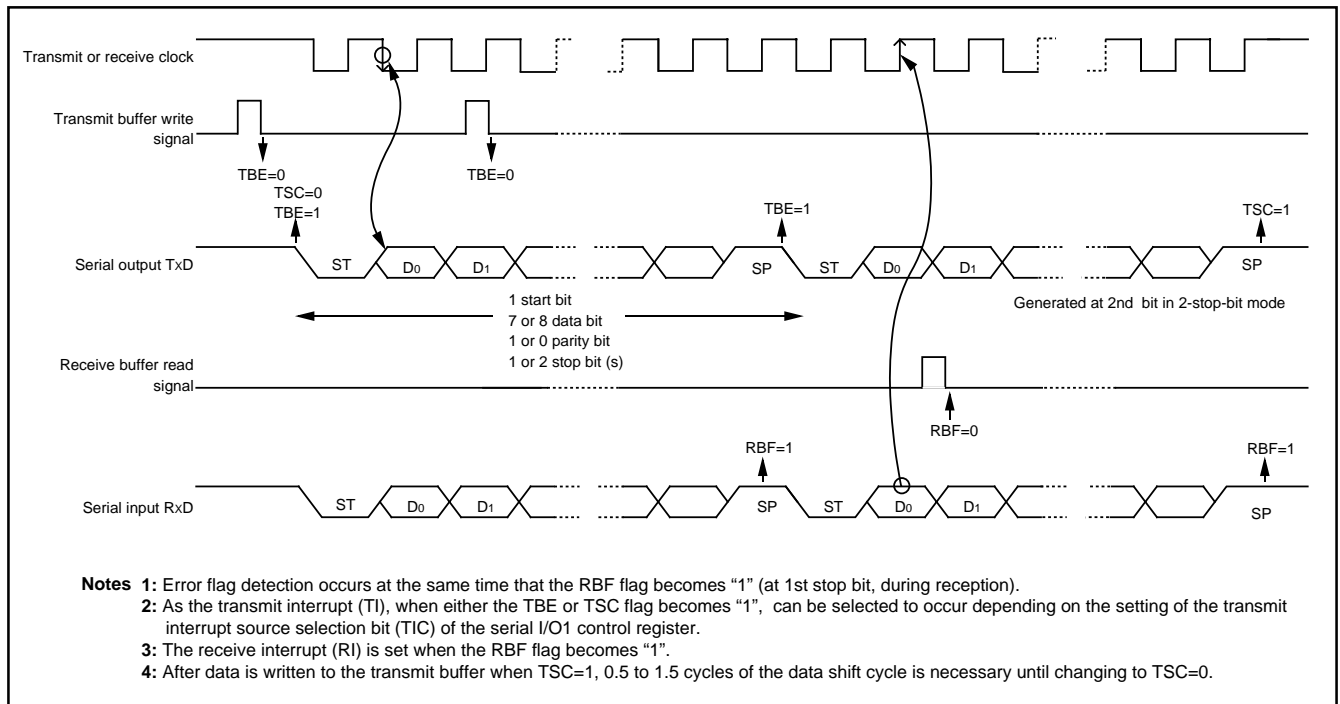 Transmit or receive clock
Transmit buffer write
signal
TBE=0
TSC=0
TBE=1
TBE=0
TBE=1
TSC=1
Serial output TxD
ST
D0
D1
SP
ST
D0
D1
SP
1 start bit
7 or 8 data bit
1 or 0 parity bit
1 or 2 stop bit (s)
Generated at 2nd bit in 2-stop-bit mode
Receive buffer read
signal
RBF=0
RBF=1
RBF=1
Serial input RxD
ST
D0
D1
SP
ST
D0
D1
SP
Notes 1: Error flag detection occurs at the same time that the RBF flag becomes “1” (at 1st stop bit, during reception).
2: As the transmit interrupt (TI), when either the TBE or TSC flag becomes “1”, can be selected to occur depending on the setting of the transmit
interrupt source selection bit (TIC) of the serial I/O1 control register.
3: The receive interrupt (RI) is set when the RBF flag becomes “1”.
4: After data is written to the transmit buffer when TSC=1, 0.5 to 1.5 cycles of the data shift cycle is necessary until changing to TSC=0.